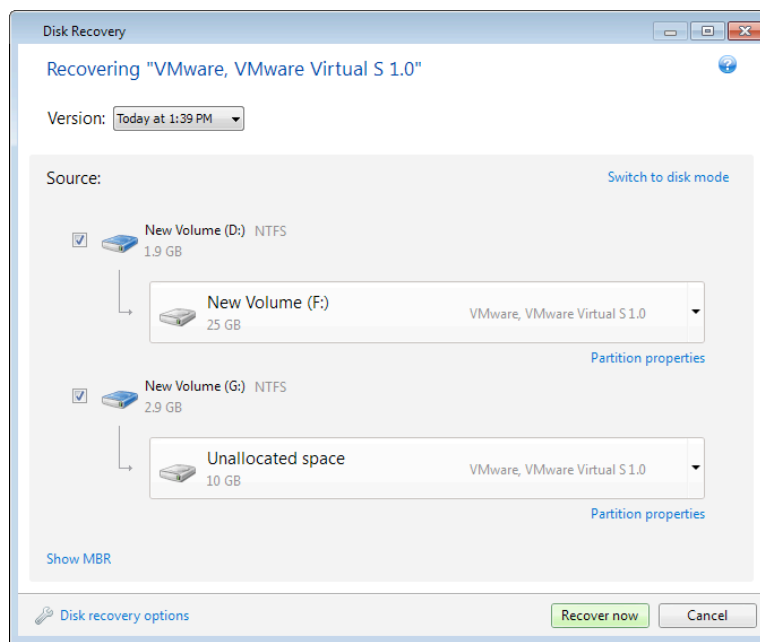 Disk Recovery
Recovering "VMware, VMware Virtual S 1.0"
Version: Today at 1:39 PM
Source:
Switch to disk mode
New Volume (D:) NTFS
1.9 GB
New Volume (F:)
25 GB
VMware, VMware Virtual S 1.0
Partition properties
New Volume (G:) NTFS
2.9 GB
Unallocated space
10 GB
VMware, VMware Virtual S 1.0
Partition properties
Show MBR
Disk recovery options
Recover now
Cancel